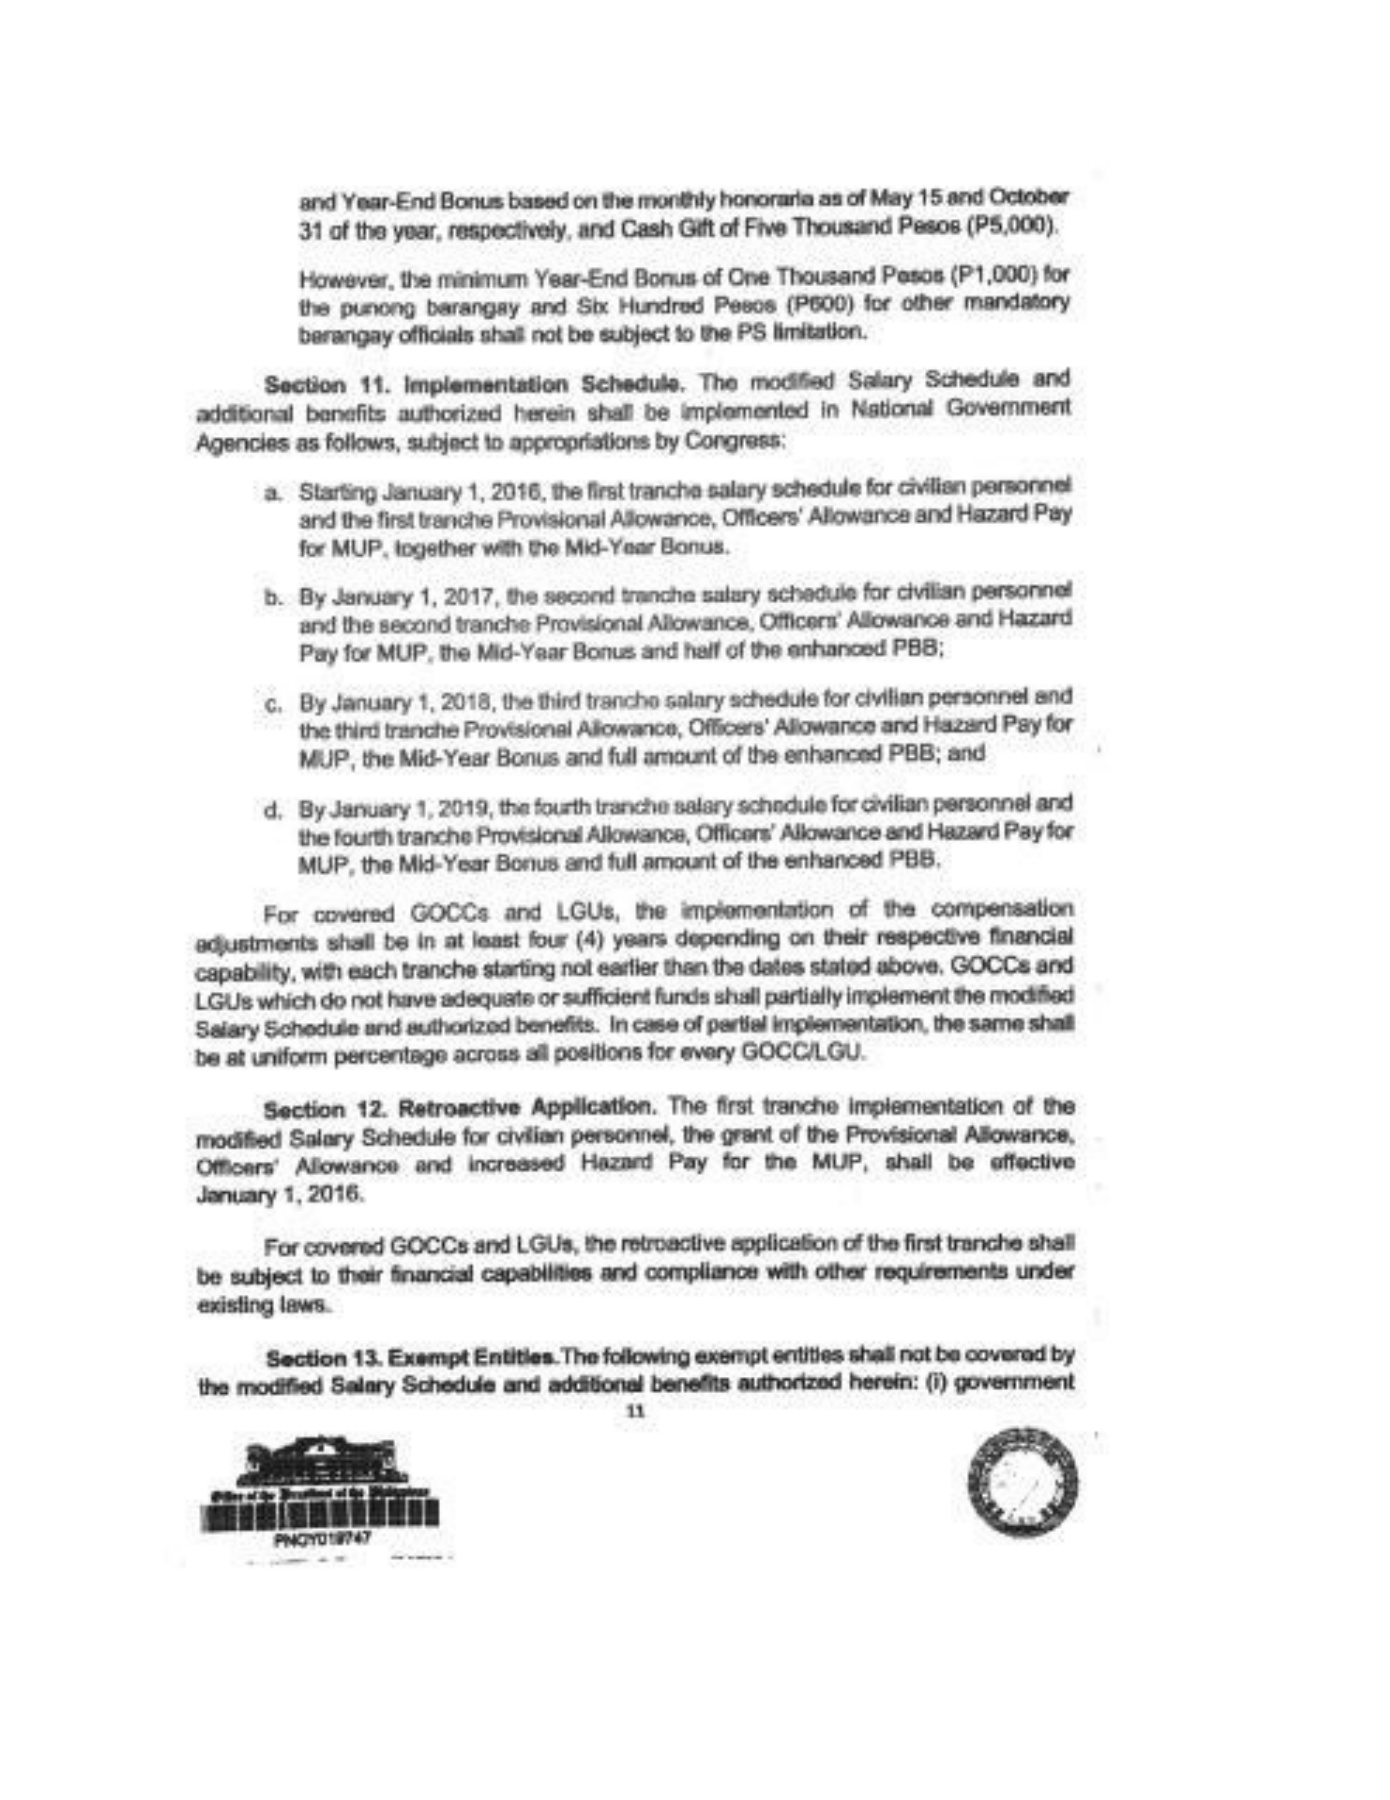 and Year-End Bonus based on the monthly honoraria as of May 15 and October
31 of the year, respectively, and Cash Gift of Five Thousand Pesos (P5,000).
However, the minimum Year-End Bonus of One Thousand Pesos (P1,000) for
the punong barangay and Six Hundred Pesos (P600) for other mandatory
barangay officials shall not be subject to the PS limitation.
Section 11. Implementation Schedule. The modified Salary Schedule and
additional benefits authorized herein shall be implemented in National Government
Agencies as follows, subject to appropriations by Congress:
a. Starting January 1, 2016, the first tranche salary schedule for civilian personnel
and the first tranche Provisional Allowance, Officers' Allowance and Hazard Pay
for MUP, together with the Mid-Year Bonus.
b. By January 1, 2017, the second tranche salary schedule for civilian personnel
and the second tranche Provisional Allowance, Officers' Allowance and Hazard
Pay for MUP, the Mid-Year Bonus and half of the enhanced PBB;
c. By January 1, 2018, the third tranche salary schedule for civilian personnel and
the third tranche Provisional Allowance, Officers' Allowance and Hazard Pay for
MUP, the Mid-Year Bonus and full amount of the enhanced PBB; and
d. By January 1, 2019, the fourth tranche salary schedule for civilian personnel and
the fourth tranche Provisional Allowance, Officers' Allowance and Hazard Pay for
MUP, the Mid-Year Bonus and full amount of the enhanced PBB.
For covered GOCCs and LGUs, the implementation of the compensation
adjustments shall be in at least four (4) years depending on their respective financial
capability, with each tranche starting not earlier than the dates stated above. GOCCs and
LGUs which do not have adequate or sufficient funds shall partially implement the modified
Salary Schedule and authorized benefits. In case of partial implementation, the same shall
be at uniform percentage across all positions for every GOCC/LGU.
Section 12. Retroactive Application. The first tranche implementation of the
modified Salary Schedule for civilian personnel, the grant of the Provisional Allowance,
Officers' Allowance and increased Hazard Pay for the MUP, shall be effective
January 1, 2016.
For covered GOCCs and LGUs, the retroactive application of the first tranche shall
be subject to their financial capabilities and compliance with other requirements under
existing laws.
Section 13. Exempt Entities. The following exempt entities shall not be covered by
the modified Salary Schedule and additional benefits authorized herein: (i) government
11
Office of the President of the Philippines
PNOY019747